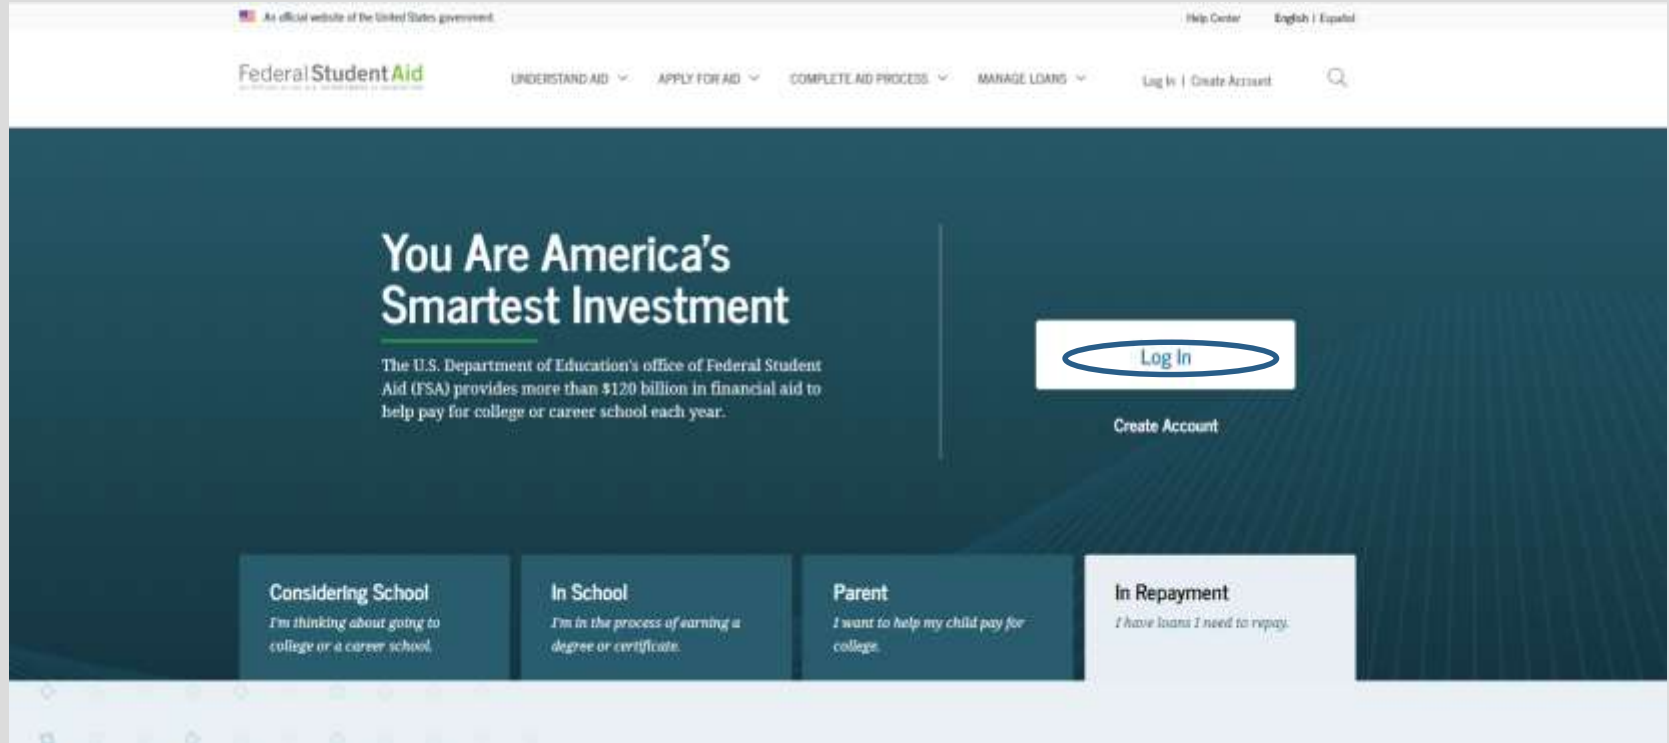 An official website of the United States government.
Help Center English | Español
Federal Student Aid
UNDERSTAND AID APPLY FOR AID COMPLETE AID PROCESS MANAGE LOANS Log In | Create Account
You Are America's
Smartest Investment
The U.S. Department of Education's office of Federal Student
Aid (FSA) provides more than $120 billion in financial aid to
help pay for college or career school each year.
Log In
Create Account
Considering School
I'm thinking about going to
college or a career school.
In School
I'm in the process of earning a
degree or certificate.
Parent
I want to help my child pay for
college.
In Repayment
I have loans I need to repay.